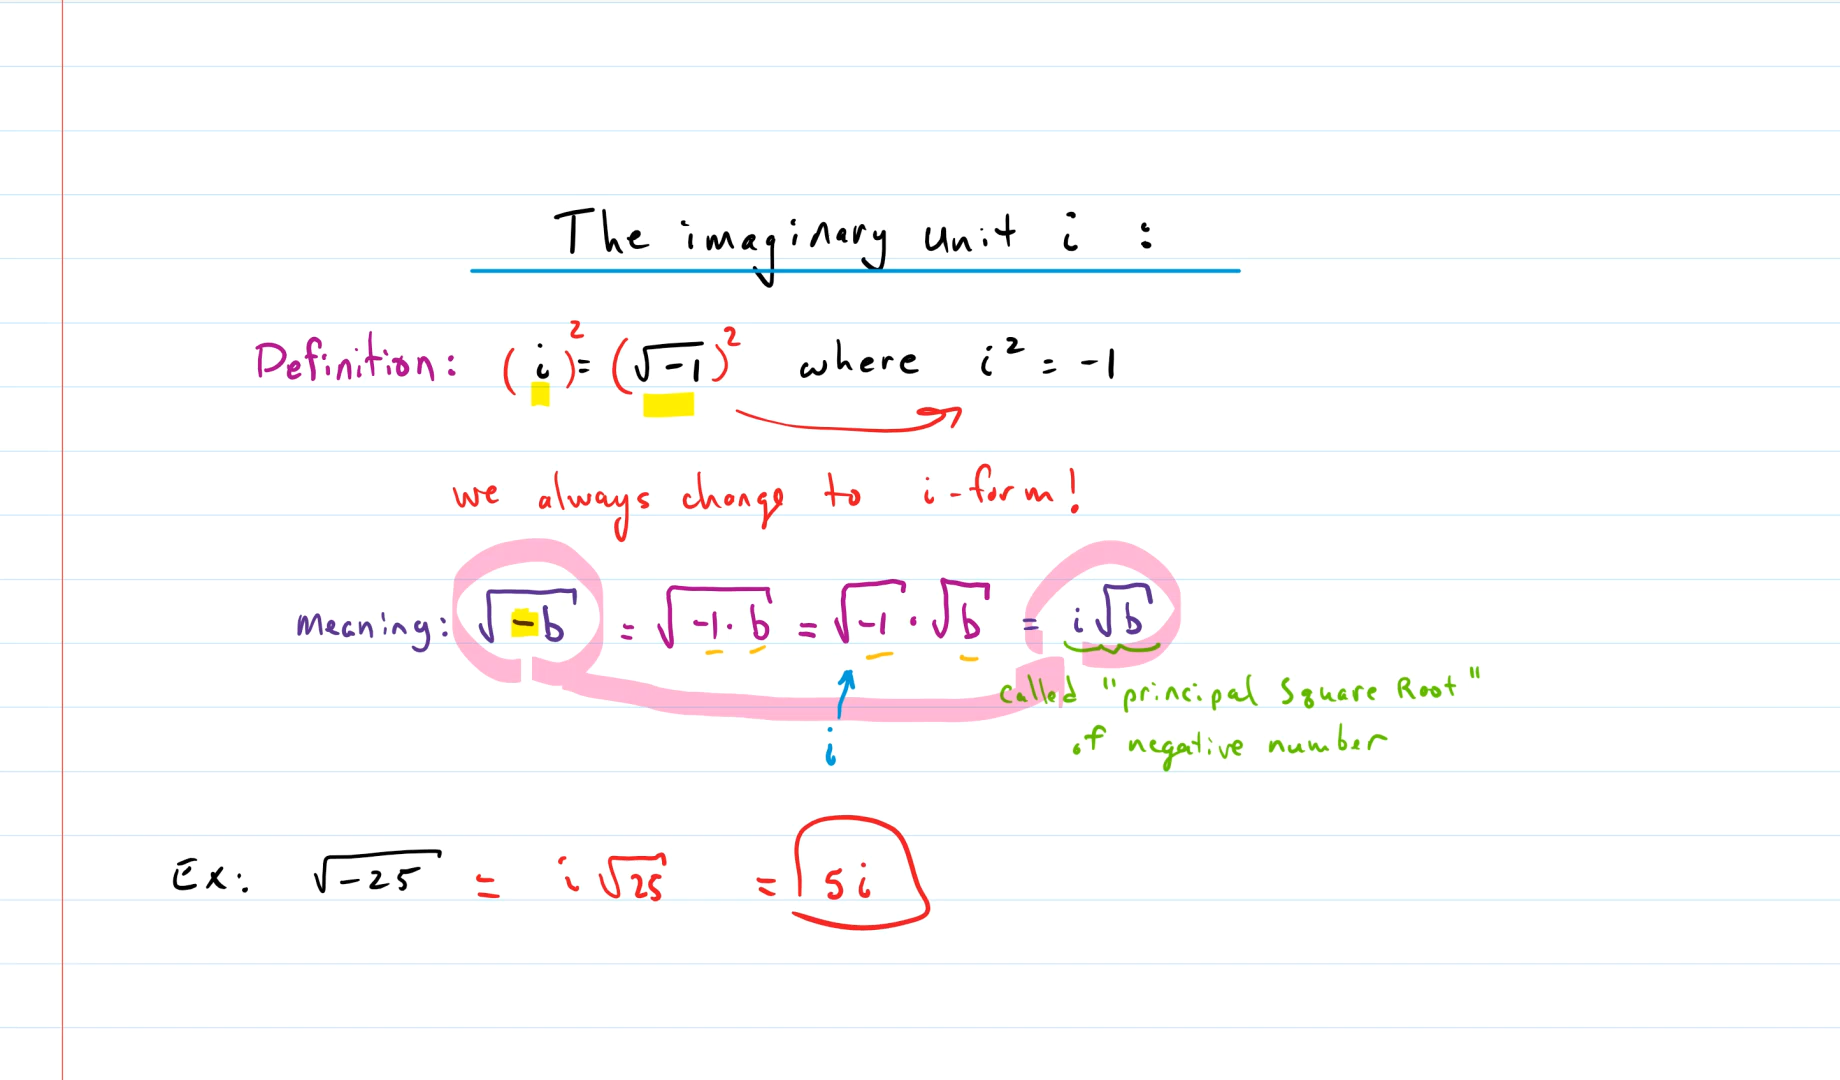 The imaginary unit i :
Definition: (i)² = (√-1)² where i² = -1
we always change to i-form!
Meaning: √-b = √-1·b = √-1 · √b = i√b
called "principal Square Root"
i of negative number
Ex: √-25 = i√25 = 5i